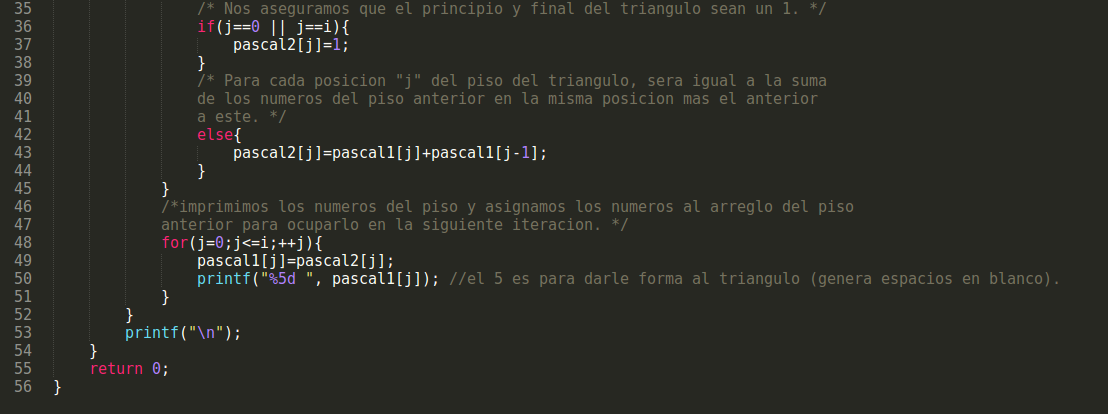 35                     /* Nos aseguramos que el principio y final del triangulo sean un 1. */
36                     if(j==0 || j==i){
37                         pascal2[j]=1;
38                     }
39                     /* Para cada posicion "j" del piso del triangulo, sera igual a la suma
40                     de los numeros del piso anterior en la misma posicion mas el anterior
41                     a este. */
42                     else{
43                         pascal2[j]=pascal1[j]+pascal1[j-1];
44                     }
45                 }
46                 /*imprimimos los numeros del piso y asignamos los numeros al arreglo del piso
47                 anterior para ocuparlo en la siguiente iteracion. */
48                 for(j=0;j<=i;++j){
49                     pascal1[j]=pascal2[j];
50                     printf("%5d ", pascal1[j]); //el 5 es para darle forma al triangulo (genera espacios en blanco).
51                 }
52             }
53             printf("\n");
54         }
55         return 0;
56     }